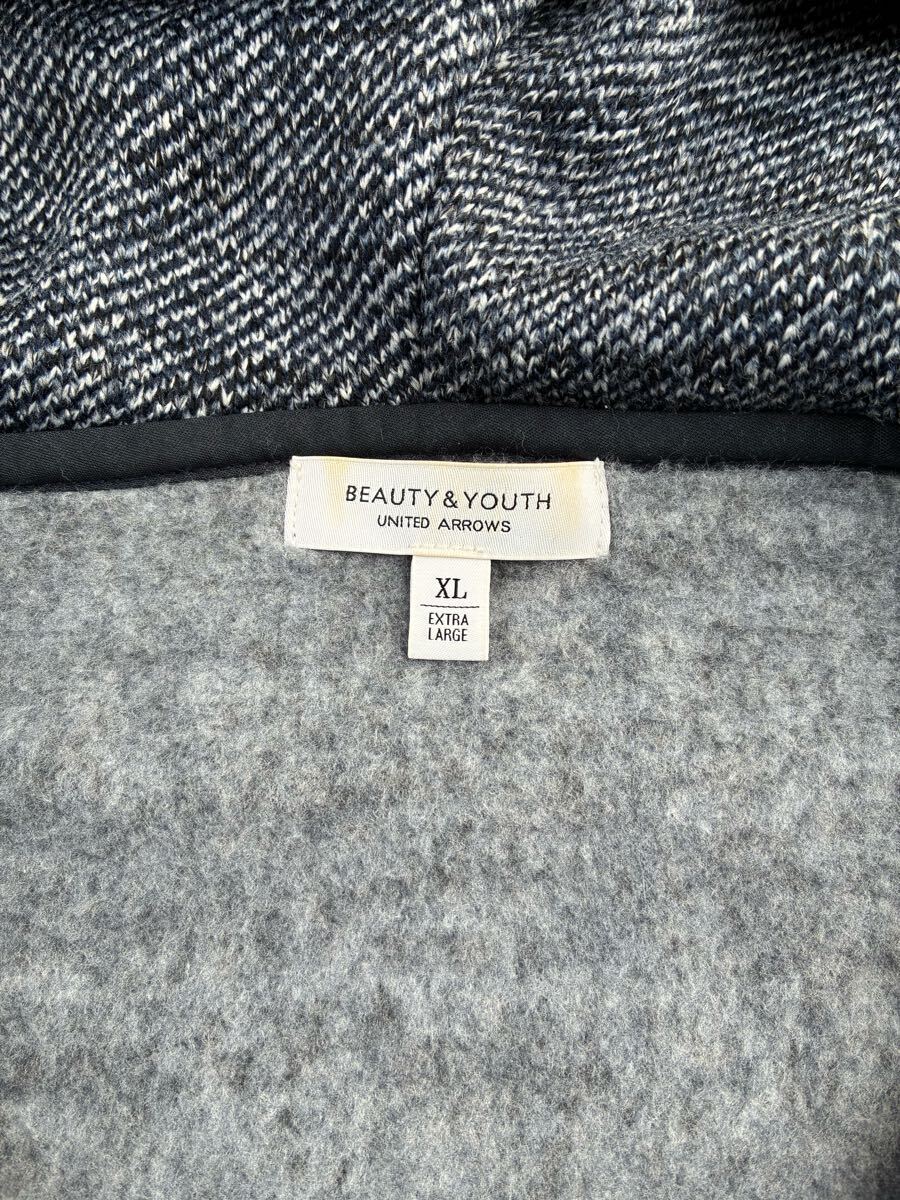 BEAUTY&YOUTH
UNITED ARROWS
XL
EXTRA
LARGE